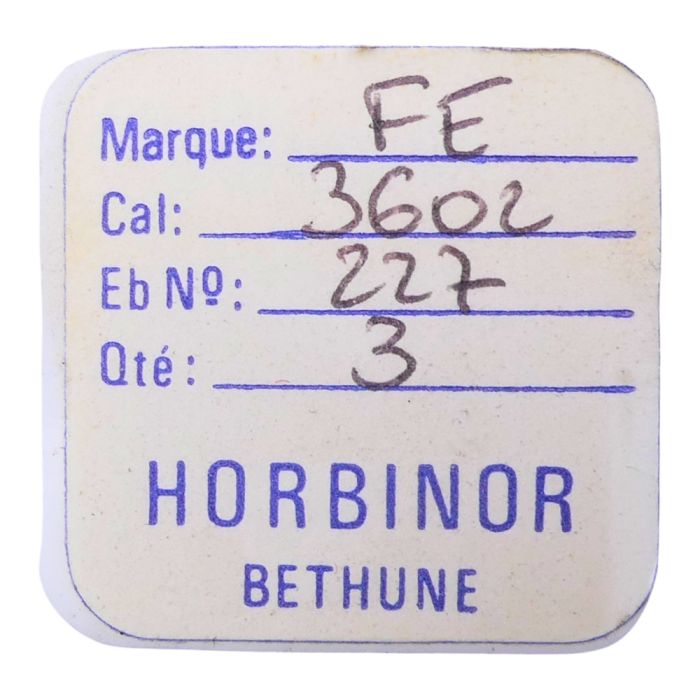 Marque: FE
Cal: 3602
Eb Nº: 227
Qté: 3
HORBINOR
BETHUNE